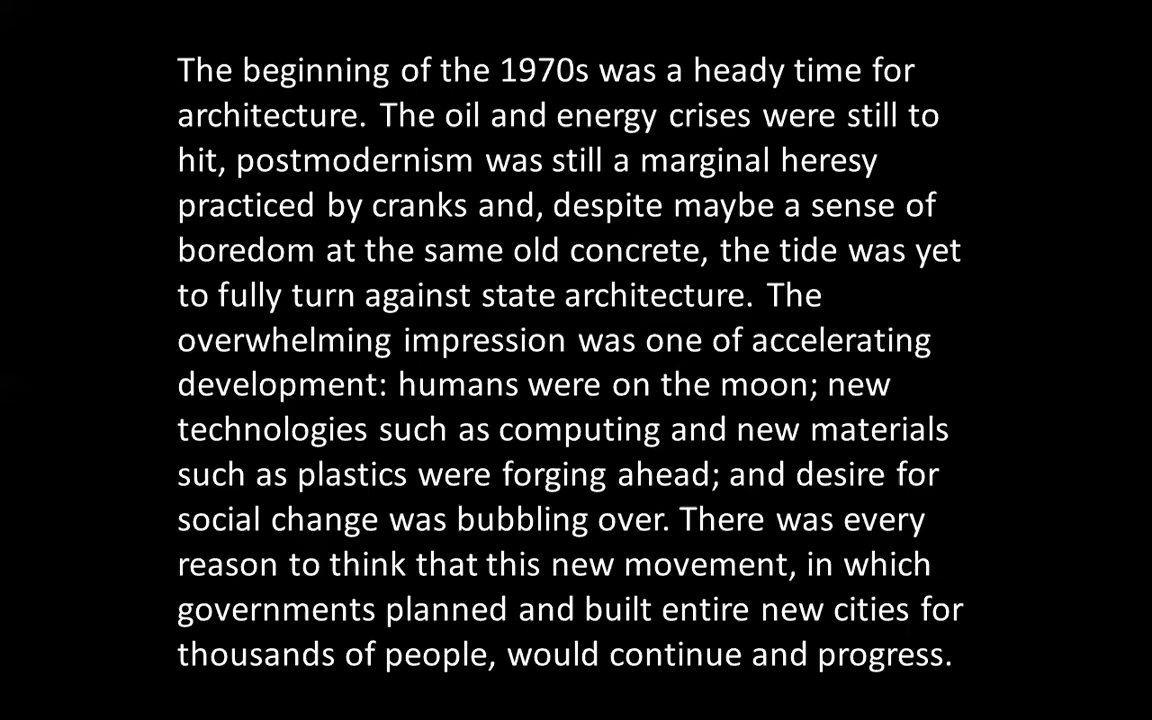 The beginning of the 1970s was a heady time for
architecture. The oil and energy crises were still to
hit, postmodernism was still a marginal heresy
practiced by cranks and, despite maybe a sense of
boredom at the same old concrete, the tide was yet
to fully turn against state architecture. The
overwhelming impression was one of accelerating
development: humans were on the moon; new
technologies such as computing and new materials
such as plastics were forging ahead; and desire for
social change was bubbling over. There was every
reason to think that this new movement, in which
governments planned and built entire new cities for
thousands of people, would continue and progress.